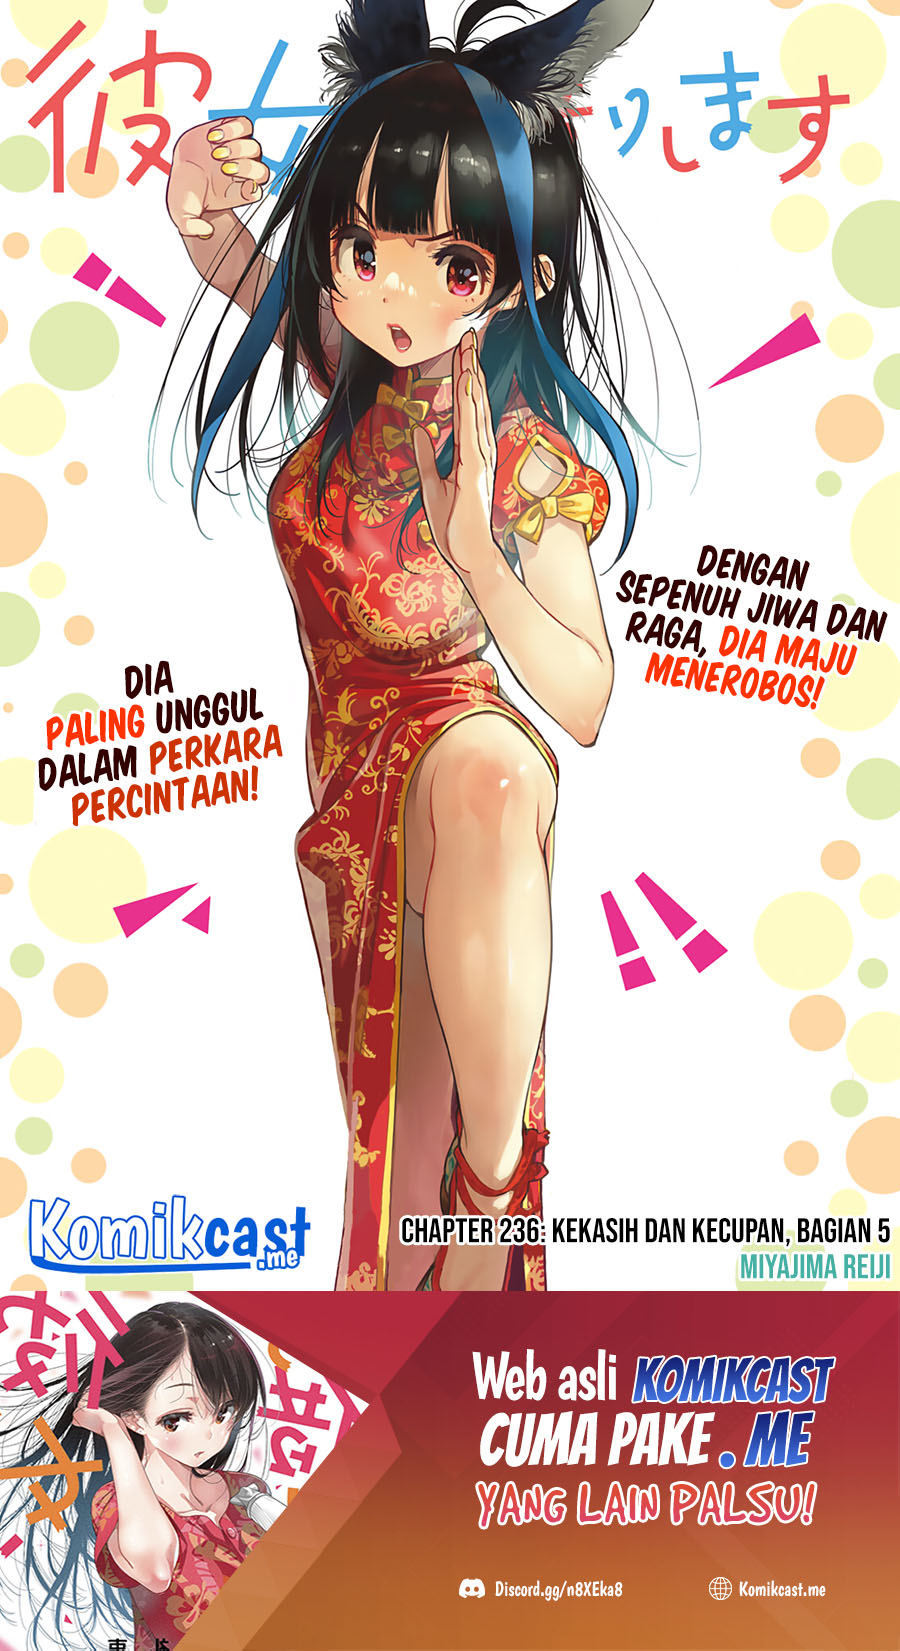 彼女
りします
DENGAN
SEPENUH JIWA DAN
RAGA, DIA MAJU
MENEROBOS!
DIA
PALING UNGGUL
DALAM PERKARA
PERCINTAAN!
Komikcast
.me
CHAPTER 236: KEKASIH DAN KECUPAN, BAGIAN 5
MIYAJIMA REIJI
Web asli KOMIKCAST
CUMA PAKE . ME
YANG LAIN PALSU!
Discord.gg/n8XEka8
Komikcast.me